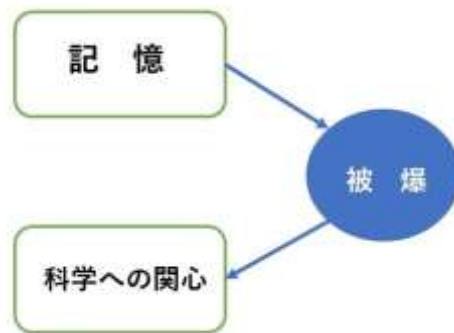 記　憶
被　爆
科学への関心